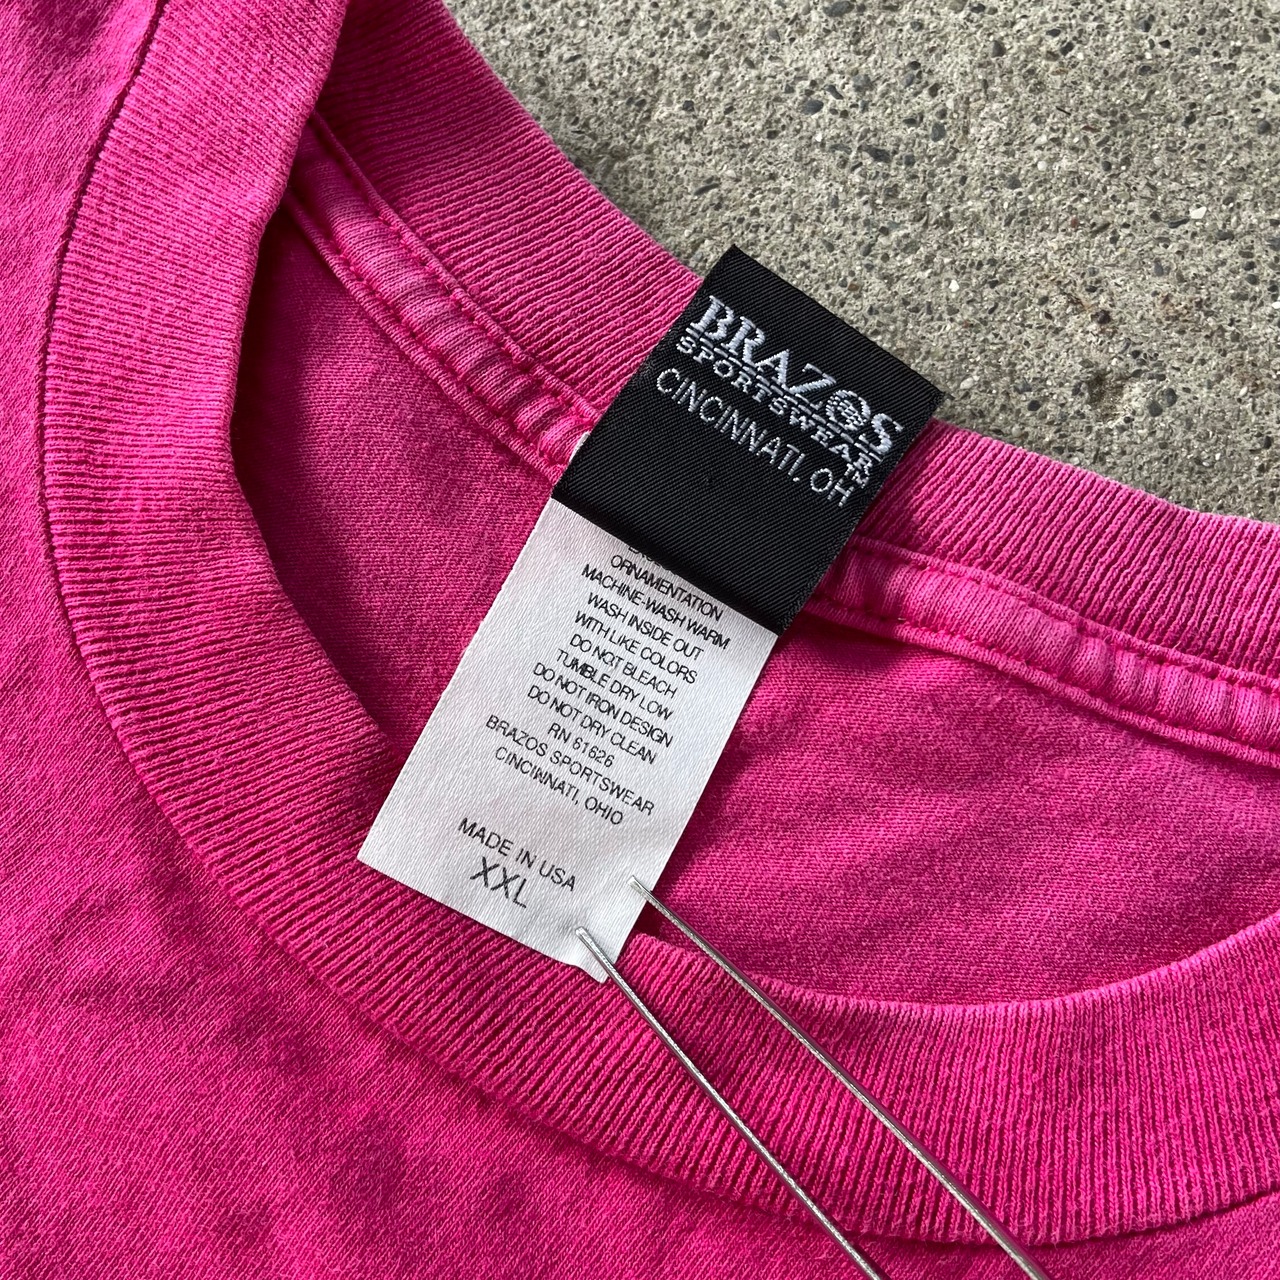 BRAZOS
SPORTSWEAR™
CINCINNATI, OH
ORNAMENTATION
MACHINE-WASH WARM
WASH INSIDE OUT
WITH LIKE COLORS
DO NOT BLEACH
TUMBLE DRY LOW
DO NOT IRON DESIGN
DO NOT DRY CLEAN
RN 61626
BRAZOS SPORTSWEAR
CINCINNATI, OHIO
MADE IN USA
XXL